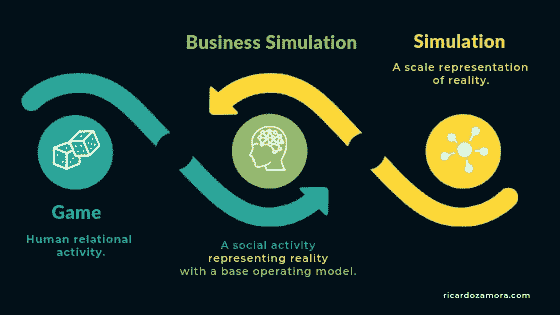 Business Simulation
Simulation
A scale representation
of reality.
Game
Human relational
activity.
A social activity
representing reality
with a base operating model.
ricardozamora.com